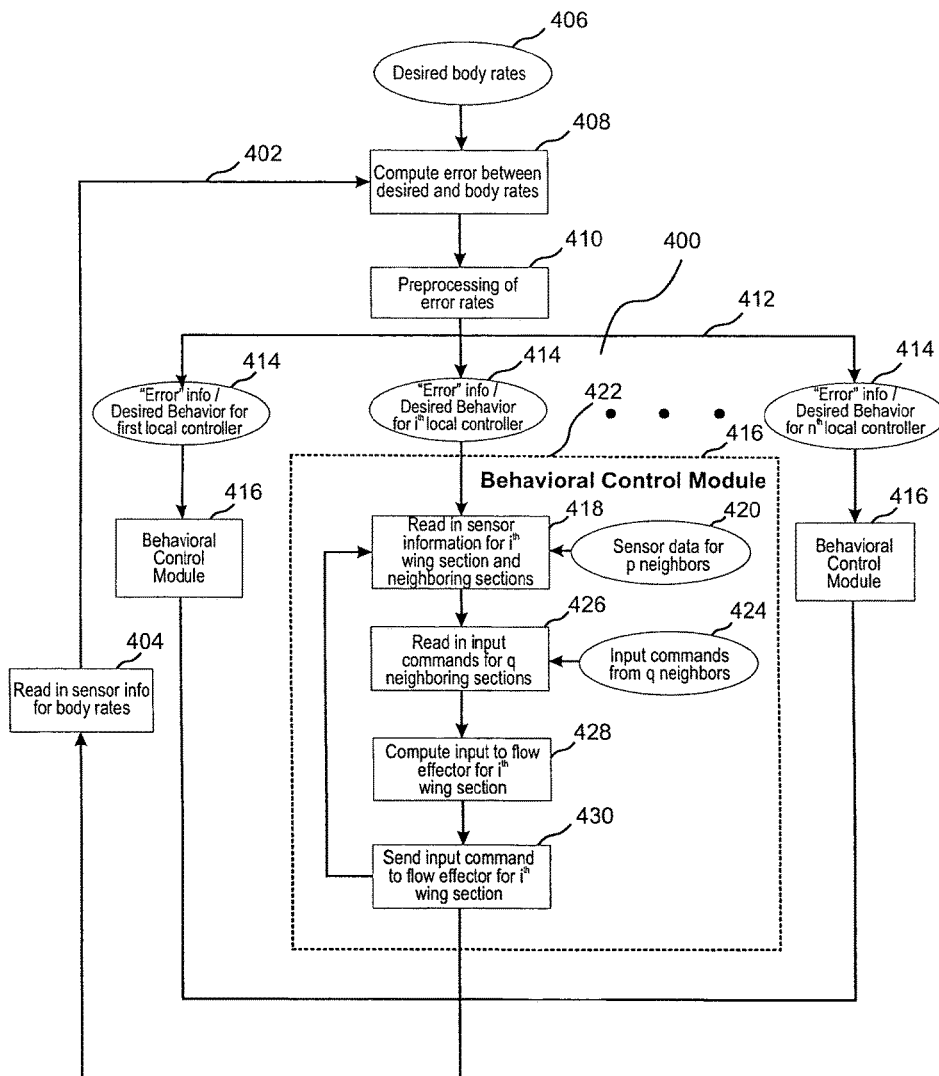 406
Desired body rates
408
402
Compute error between
desired and body rates
410
400
Preprocessing of
error rates
412
414
414
414
"Error" info /
Desired Behavior for
first local controller
"Error" info /
Desired Behavior
for ith local controller
422
416
"Error" info /
Desired Behavior
for nth local controller
Behavioral Control Module
416
Behavioral
Control
Module
418
Read in sensor
information for ith
wing section and
neighboring sections
420
Sensor data for
p neighbors
416
Behavioral
Control
Module
426
Read in input
commands for q
neighboring sections
424
Input commands
from q neighbors
404
Read in sensor info
for body rates
428
Compute input to flow
effector for ith
wing section
430
Send input command
to flow effector for ith
wing section